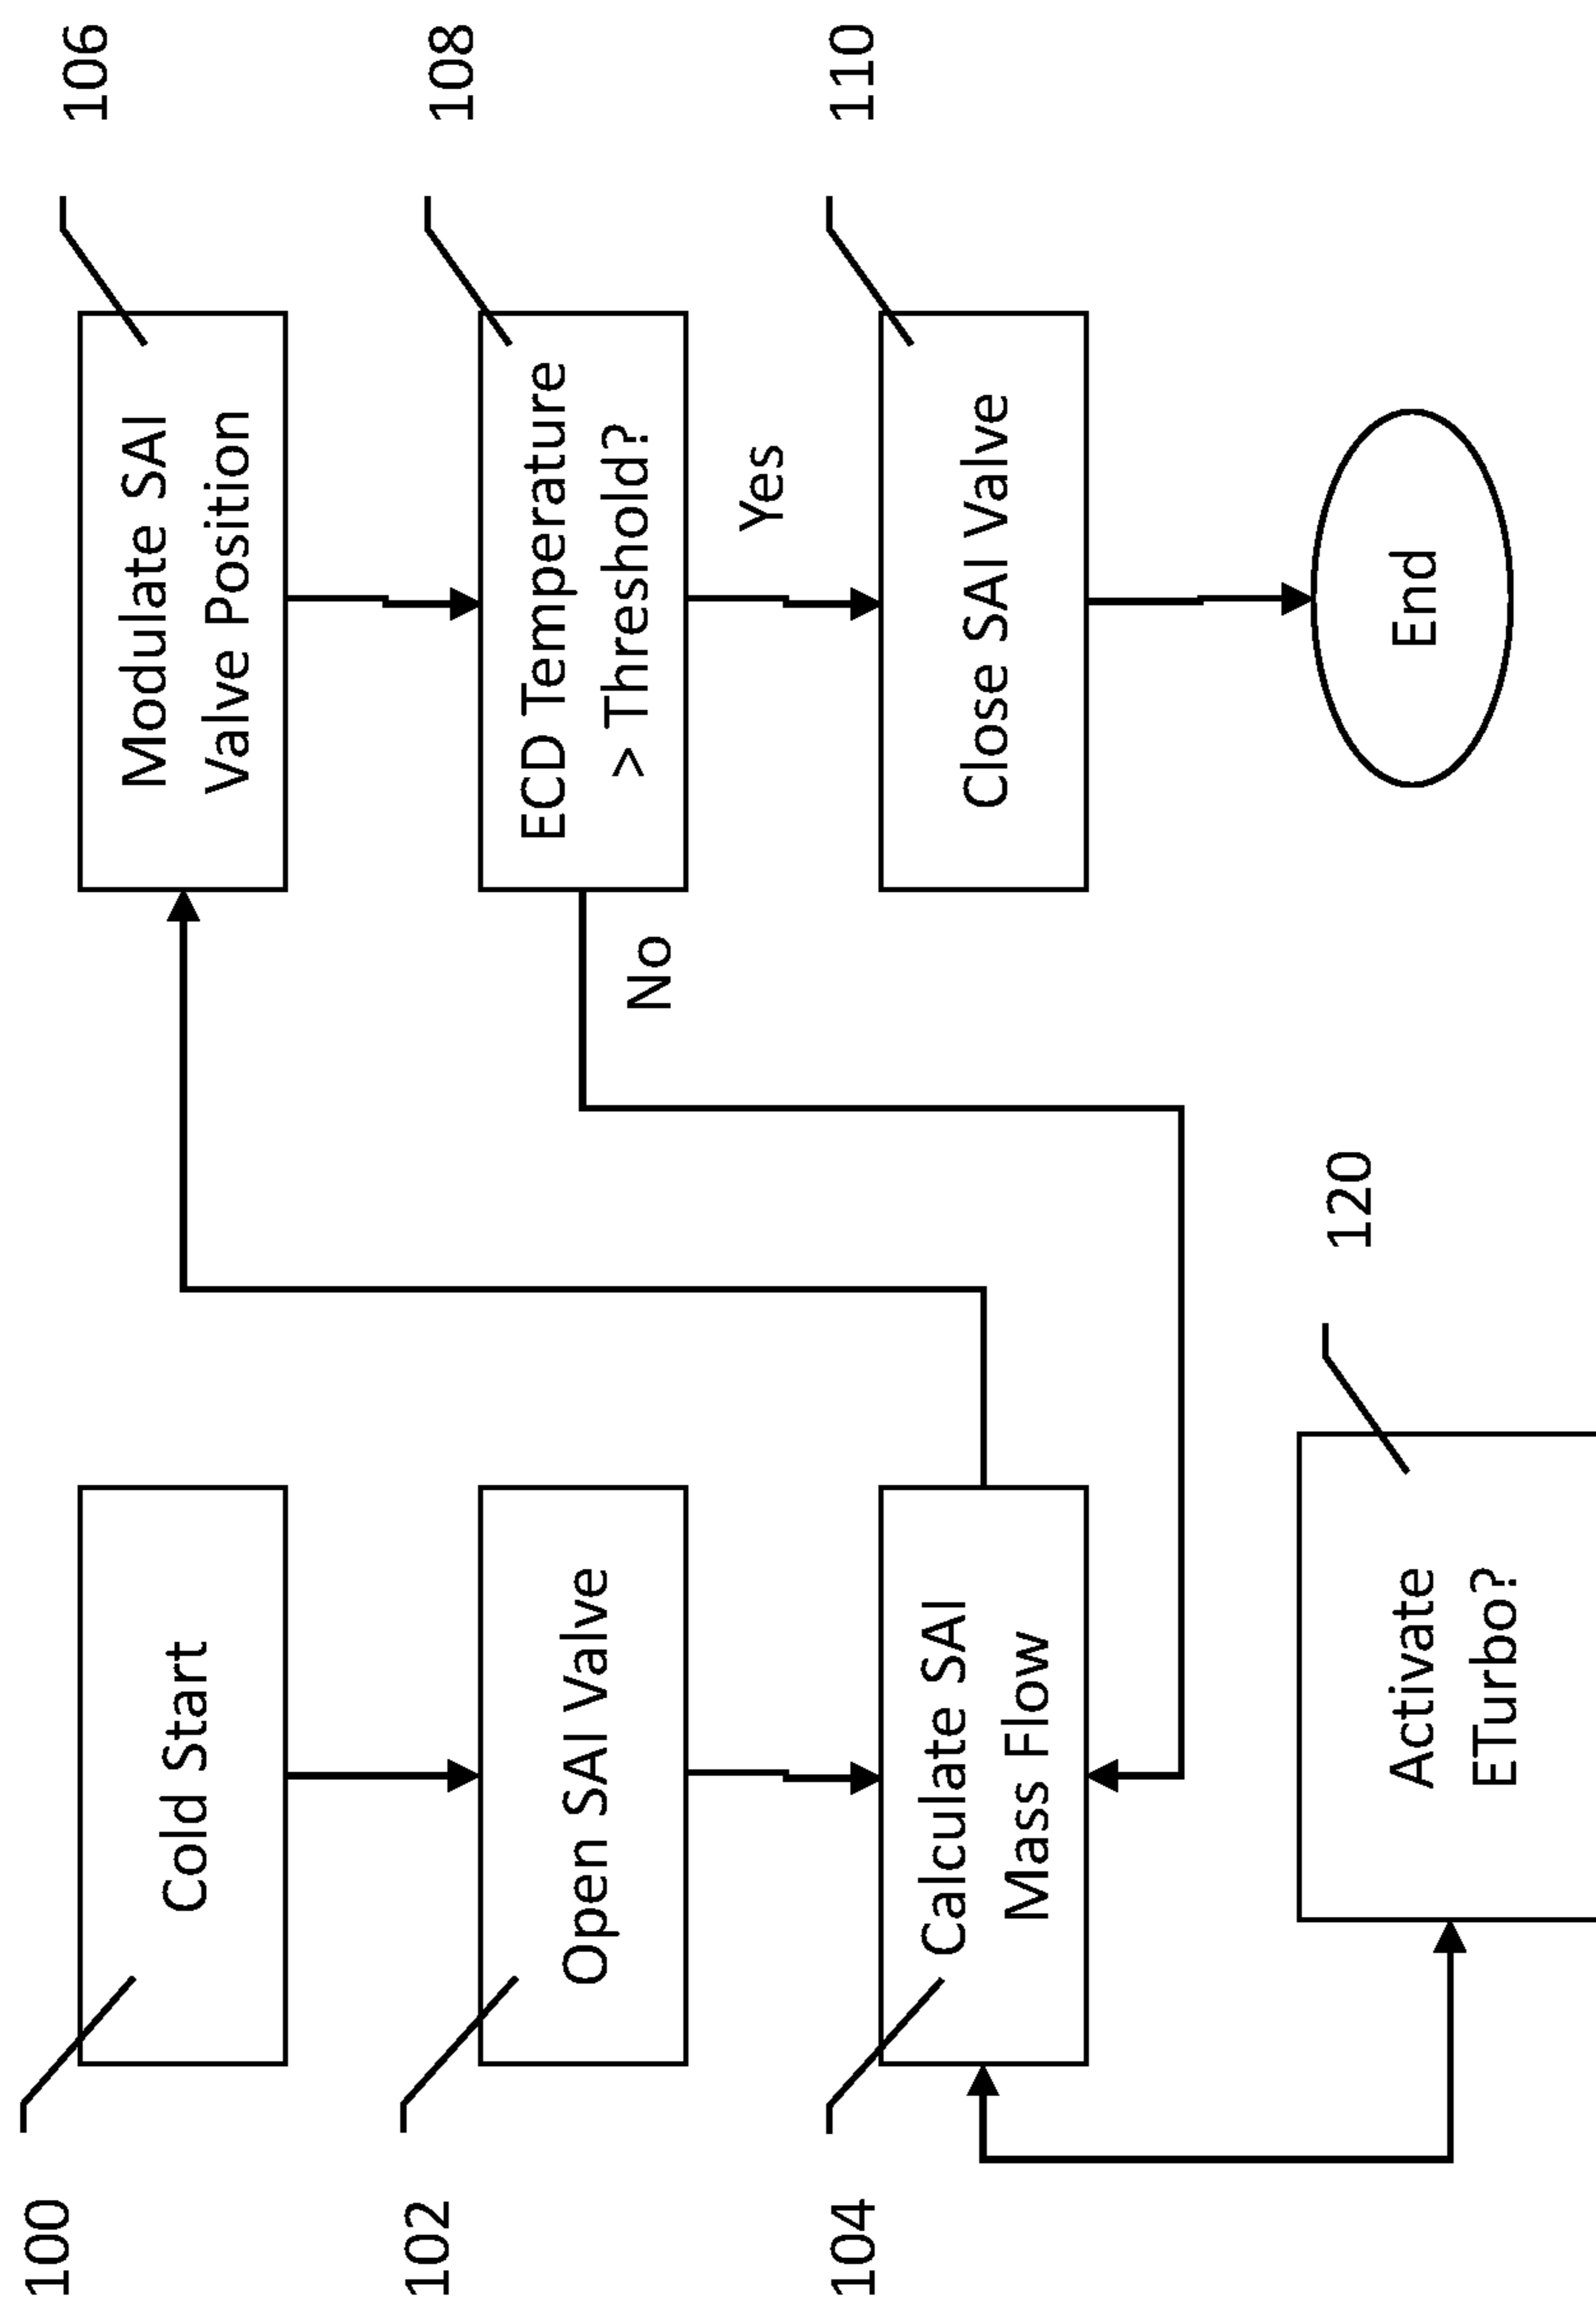 100
Cold Start
102
Open SAI Valve
104
Calculate SAI
Mass Flow
120
Activate
ETurbo?
106
Modulate SAI
Valve Position
108
ECD Temperature
> Threshold?
No
Yes
110
Close SAI Valve
End